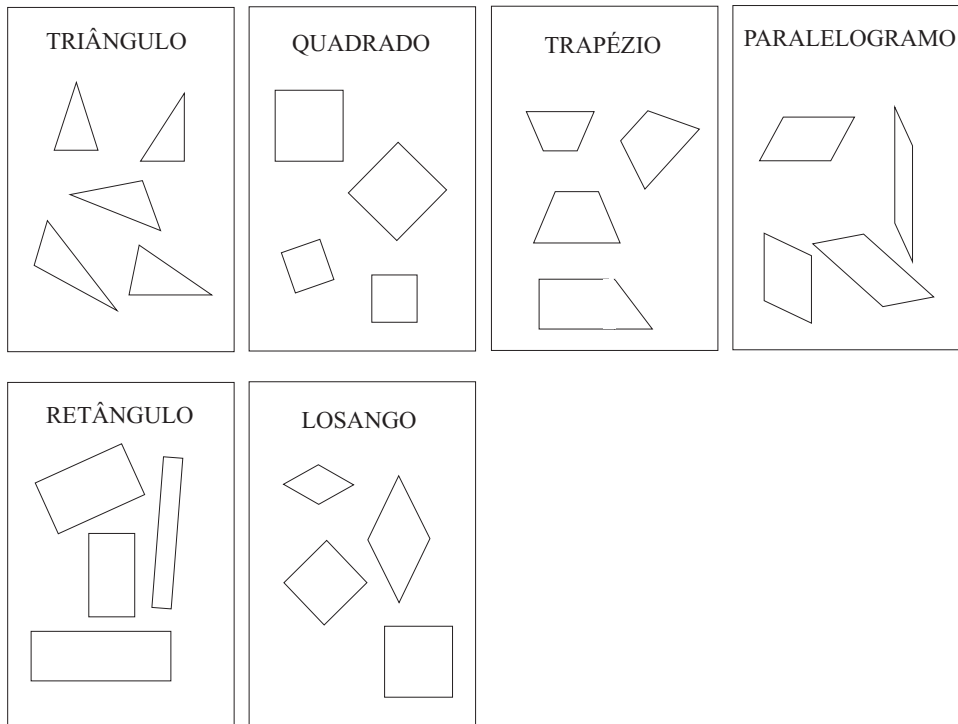 TRIÂNGULO
QUADRADO
TRAPÉZIO
PARALELOGRAMO
RETÂNGULO
LOSANGO